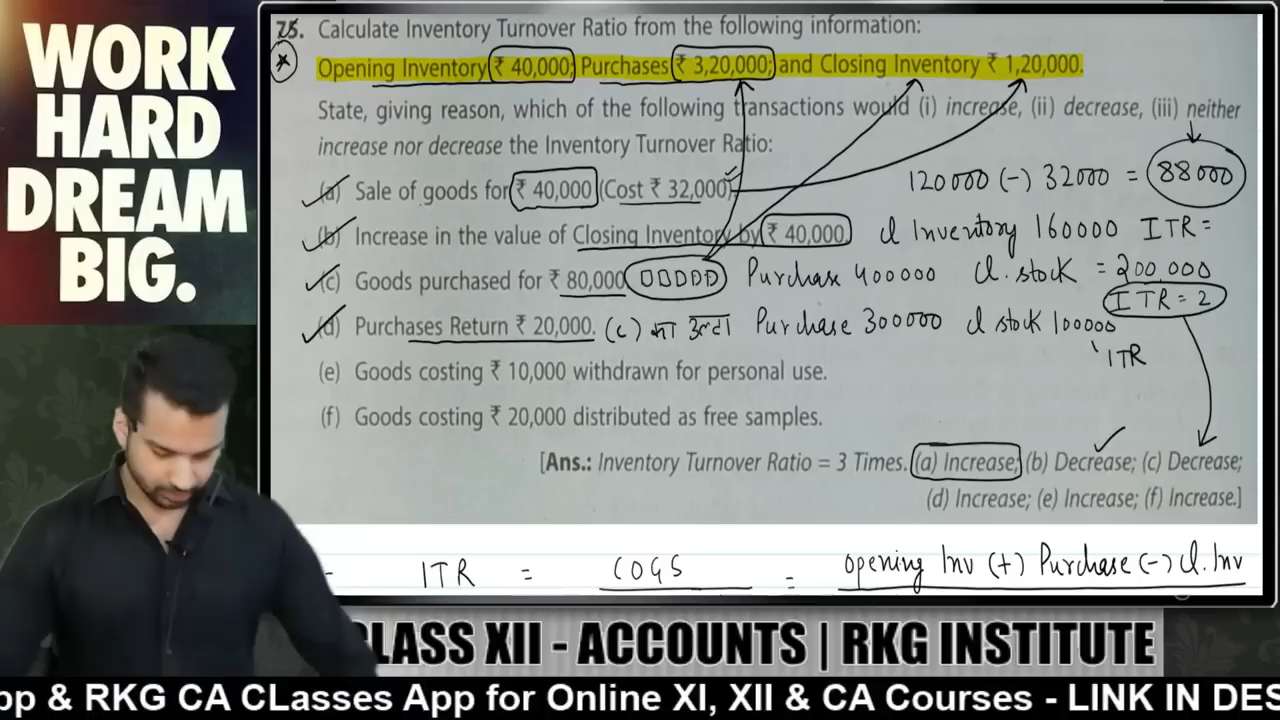 WORK
HARD
DREAM
BIG.
75. Calculate Inventory Turnover Ratio from the following information:
Opening Inventory ₹ 40,000; Purchases ₹ 3,20,000; and Closing Inventory ₹ 1,20,000.
State, giving reason, which of the following transactions would (i) increase, (ii) decrease, (iii) neither
increase nor decrease the Inventory Turnover Ratio:
120000 (-) 32000 = 88000
(a) Sale of goods for ₹ 40,000 (Cost ₹ 32,000).
(b) Increase in the value of Closing Inventory by ₹ 40,000. Cl Inventory 160000 ITR =
(c) Goods purchased for ₹ 80,000. Purchase 400000 Cl. stock = 200000
ITR = 2
(d) Purchases Return ₹ 20,000. (c) का उल्टा Purchase 300000 Cl stock 100000
ITR
(e) Goods costing ₹ 10,000 withdrawn for personal use.
(f) Goods costing ₹ 20,000 distributed as free samples.
[Ans.: Inventory Turnover Ratio = 3 Times. (a) Increase; (b) Decrease; (c) Decrease;
(d) Increase; (e) Increase; (f) Increase.]
ITR = COGS = Opening Inv (+) Purchase (-) Cl. Inv
CLASS XII - ACCOUNTS | RKG INSTITUTE
pp & RKG CA CLasses App for Online XI, XII & CA Courses - LINK IN DES